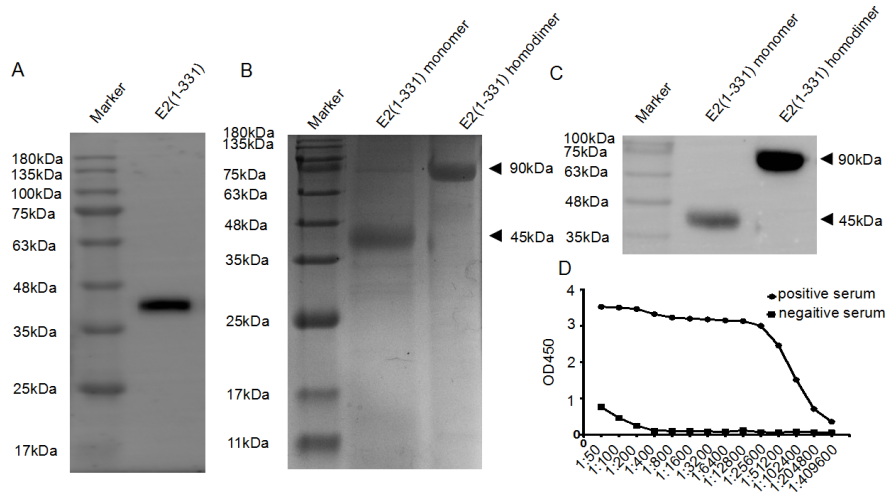 A
Marker
E2(1-331)
180kDa
135kDa
100kDa
75kDa
63kDa
48kDa
35kDa
25kDa
17kDa
B
Marker
E2(1-331) monomer
E2(1-331) homodimer
180kDa
135kDa
75kDa
63kDa
48kDa
35kDa
25kDa
17kDa
11kDa
90kDa
45kDa
C
Marker
E2(1-331) monomer
E2(1-331) homodimer
100kDa
75kDa
63kDa
48kDa
35kDa
90kDa
45kDa
D
positive serum
negaitive serum
OD450
4
3
2
1
0
0
1:50
1:100
1:200
1:400
1:800
1:1600
1:3200
1:6400
1:12800
1:25600
1:51200
1:102400
1:204800
1:409600